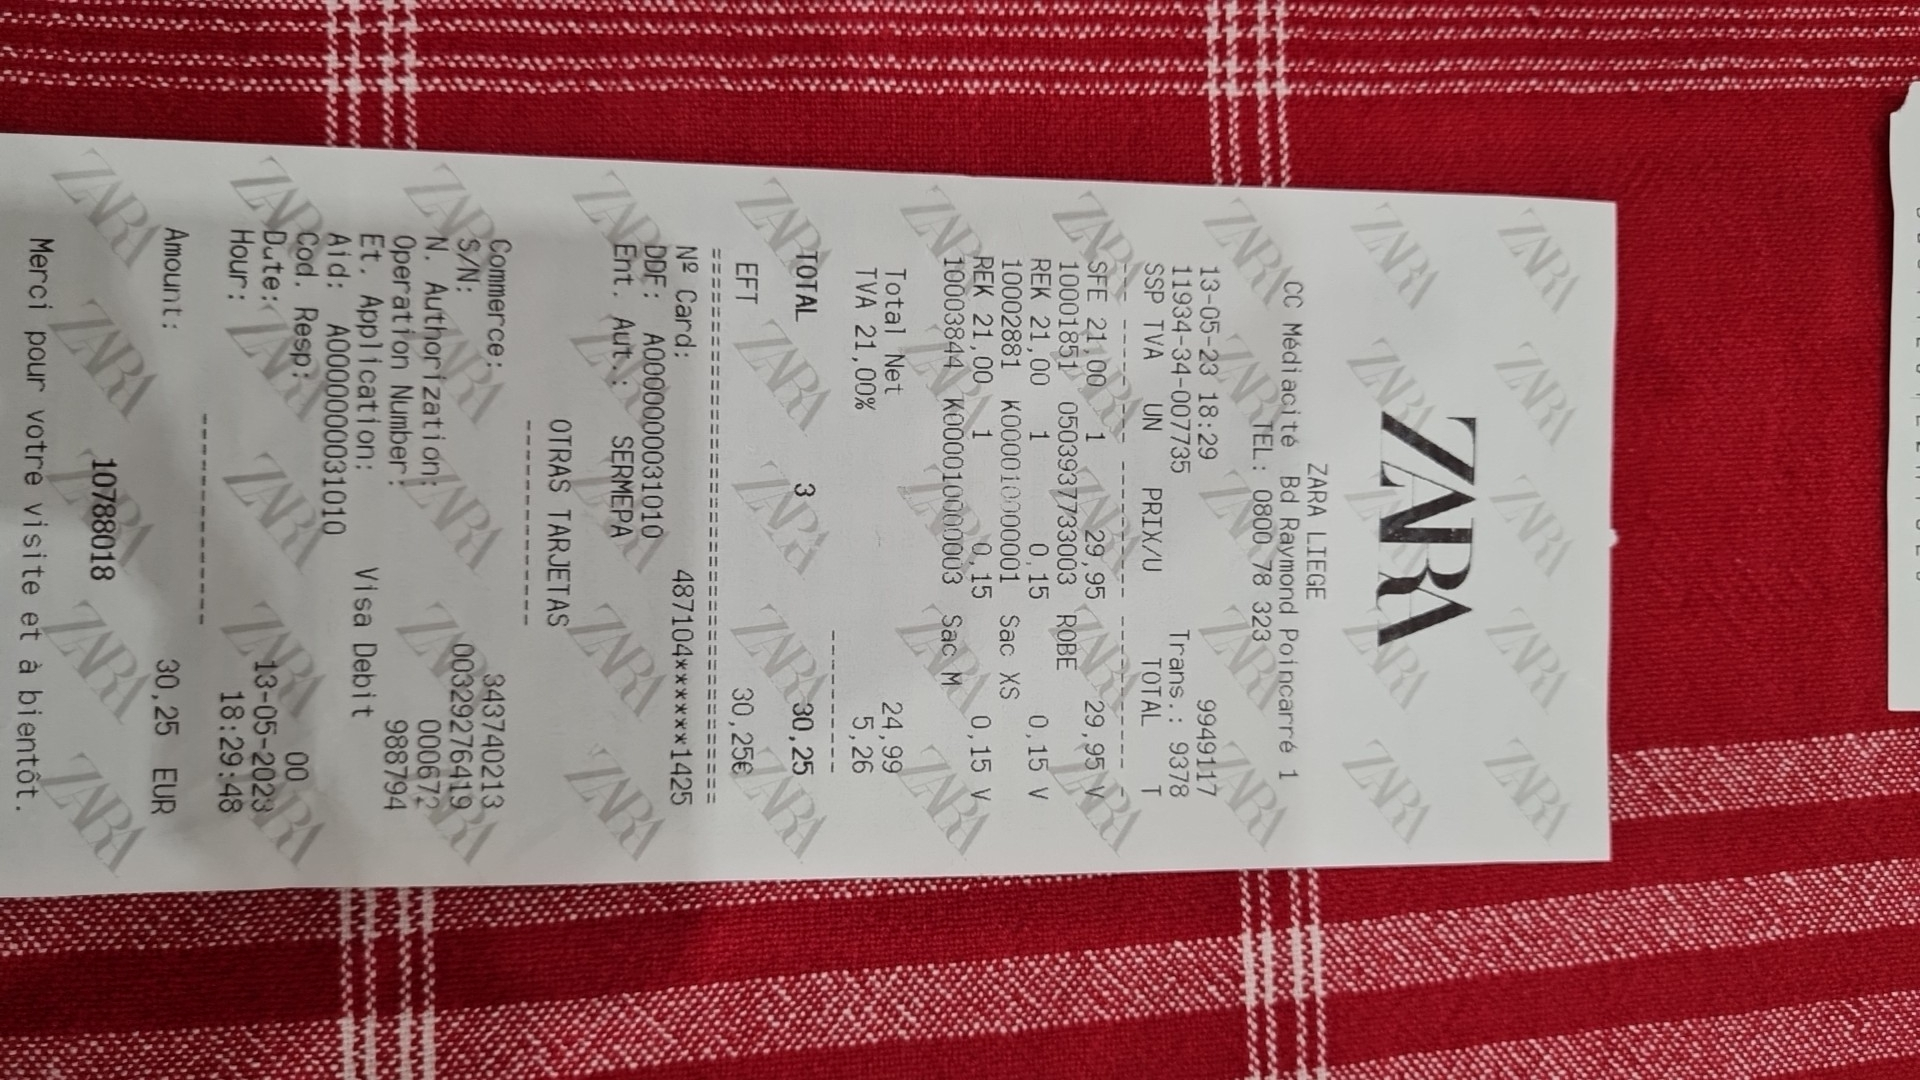 ZARA
ZARA LIEGE
CC Médiacité Bd Raymond Poincarré 1
TEL: 0800 78 323
13-05-23 18:29 9949117
11934-34-007735 Trans.: 9378
SSP TVA UN PRIX/U TOTAL T
SFE 21,00 1 29,95 29,95 V
10001851 05039377733003 ROBE
REK 21,00 1 0,15 0,15 V
10002881 K0000100000001 Sac XS
REK 21,00 1 0,15 0,15 V
10003844 K0000100000003 Sac M
Total Net 24,99
TVA 21,00% 5,26
TOTAL 3 30,25
EFT 30,25€
Nº Card: 487104******1425
DDF: A0000000031010
Ent. Aut.: SERMEPA
OTRAS TARJETAS
Commerce: 343740213
S/N: 00329276419
N. Authorization: 000672
Operation Number: 988794
Et. Application: Visa Debit
Aid: A0000000031010
Cod. Resp: 00
Date: 13-05-2023
Hour: 18:29:48
Amount: 30,25 EUR
10788018
Merci pour votre visite et à bientôt.